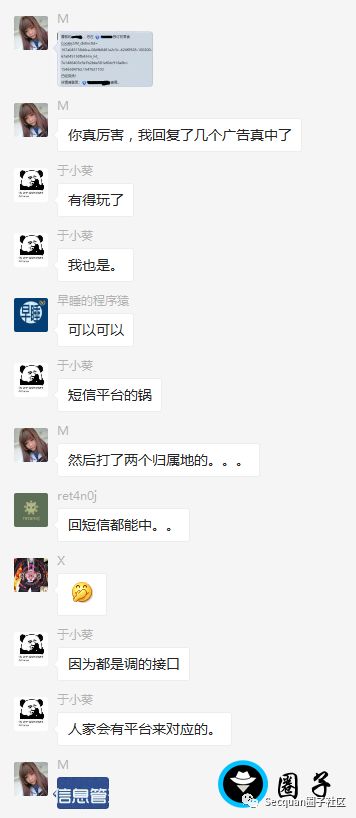 M
M
你真厉害，我回复了几个广告真中了
于小葵
有得玩了
于小葵
我也是。
早睡的程序猿
可以可以
于小葵
短信平台的锅
M
然后打了两个归属地的。。。
ret4n0j
回短信都能中。。
X
于小葵
因为都是调的接口
于小葵
人家会有平台来对应的。
M
信息管
圈子
Secquan圈子社区